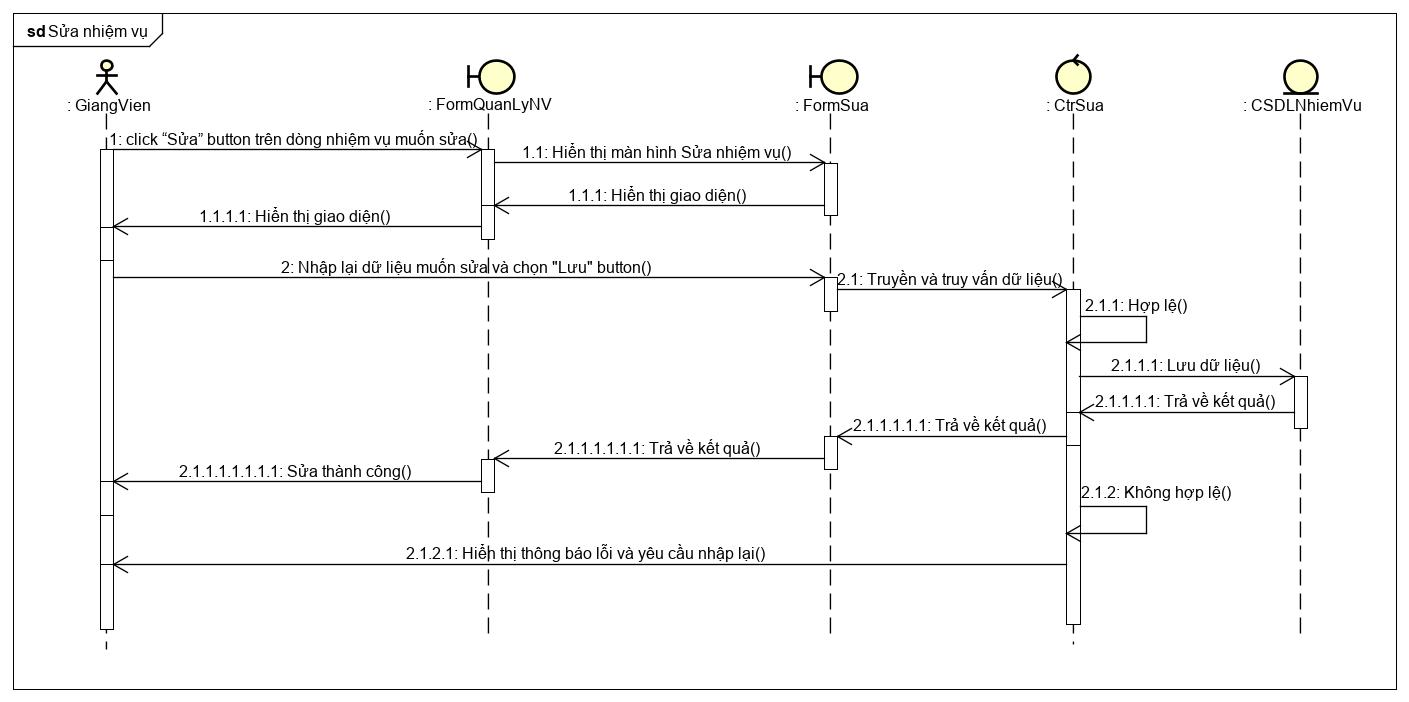 sd Sửa nhiệm vụ
: GiangVien
: FormQuanLyNV
: FormSua
: CtrSua
: CSDLNhiemVu
1: click “Sửa” button trên dòng nhiệm vụ muốn sửa()
1.1: Hiển thị màn hình Sửa nhiệm vụ()
1.1.1: Hiển thị giao diện()
1.1.1.1: Hiển thị giao diện()
2: Nhập lại dữ liệu muốn sửa và chọn "Lưu" button()
2.1: Truyền và truy vấn dữ liệu()
2.1.1: Hợp lệ()
2.1.1.1: Lưu dữ liệu()
2.1.1.1.1: Trả về kết quả()
2.1.1.1.1.1: Trả về kết quả()
2.1.1.1.1.1.1: Trả về kết quả()
2.1.1.1.1.1.1.1: Sửa thành công()
2.1.2: Không hợp lệ()
2.1.2.1: Hiển thị thông báo lỗi và yêu cầu nhập lại()